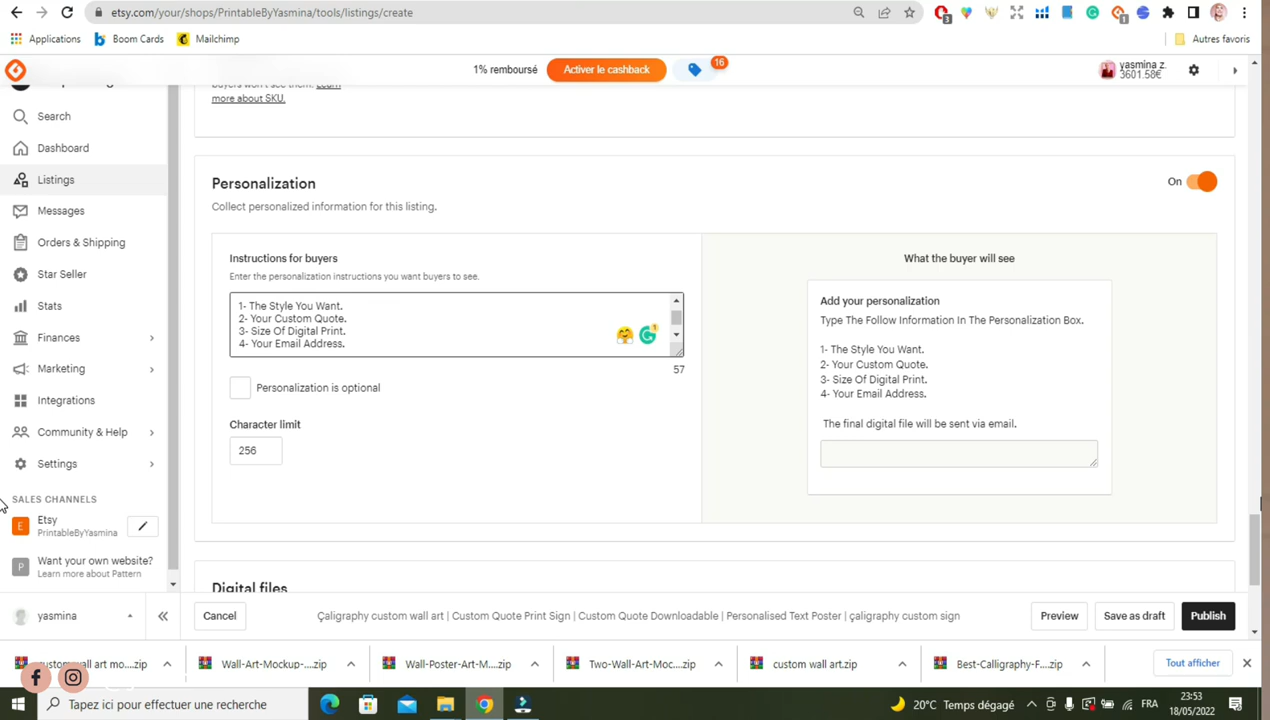 etsy.com/your/shops/PrintableByYasmina/tools/listings/create
3
1
Applications
Boom Cards
Mailchimp
Autres favoris
1% remboursé
Activer le cashback
16
yasmina z.
3601.58€
buyers won't see them. Learn
more about SKU.
Search
Dashboard
Listings
Messages
Orders & Shipping
Star Seller
Stats
Finances
Marketing
Integrations
Community & Help
Settings
SALES CHANNELS
E
Etsy
PrintableByYasmina
P
Want your own website?
Learn more about Pattern
yasmina
Personalization
On
Collect personalized information for this listing.
Instructions for buyers
Enter the personalization instructions you want buyers to see.
1- The Style You Want.
2- Your Custom Quote.
3- Size Of Digital Print.
4- Your Email Address.
1
57
Personalization is optional
Character limit
256
What the buyer will see
Add your personalization
Type The Follow Information In The Personalization Box.
1- The Style You Want.
2- Your Custom Quote.
3- Size Of Digital Print.
4- Your Email Address.
The final digital file will be sent via email.
Digital files
Cancel
Çaligraphy custom wall art | Custom Quote Print Sign | Custom Quote Downloadable | Personalised Text Poster | çaligraphy custom sign
Preview
Save as draft
Publish
custom wall art mo....zip
Wall-Art-Mockup-....zip
Wall-Poster-Art-M....zip
Two-Wall-Art-Moc....zip
custom wall art.zip
Best-Calligraphy-F....zip
Tout afficher
Tapez ici pour effectuer une recherche
20°C Temps dégagé
FRA
23:53
18/05/2022